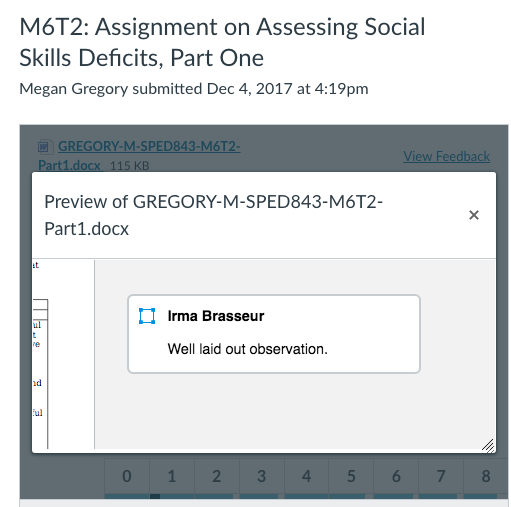 M6T2: Assignment on Assessing Social
Skills Deficits, Part One
Megan Gregory submitted Dec 4, 2017 at 4:19pm
GREGORY-M-SPED843-M6T2-
Part1.docx 115 KB
View Feedback
Preview of GREGORY-M-SPED843-M6T2-
Part1.docx
×
Irma Brasseur
Well laid out observation.
0 1 2 3 4 5 6 7 8